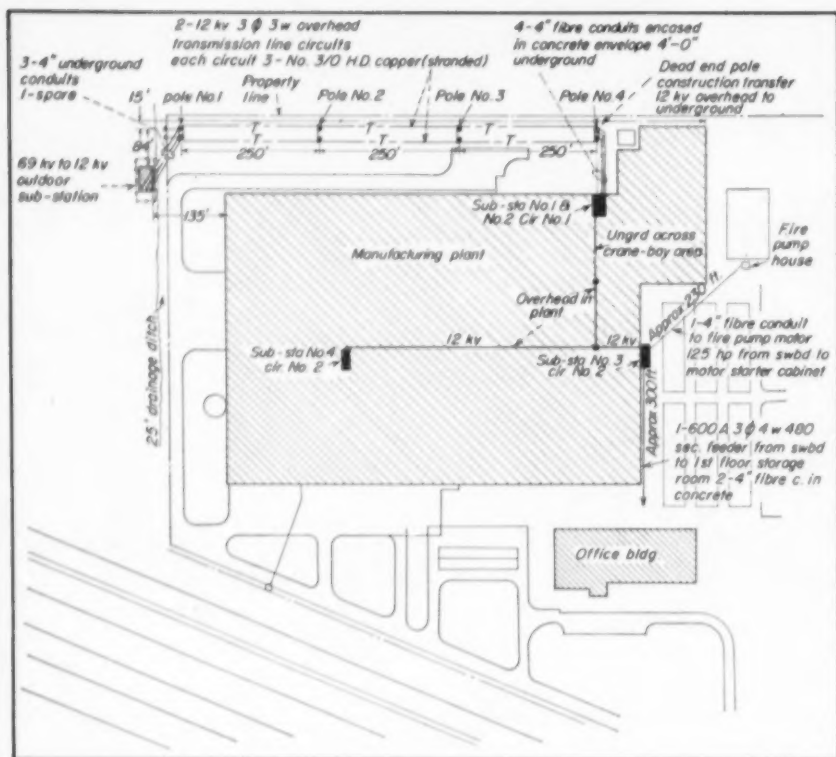 2-12 kv 3 ϕ 3 w overhead
transmission line circuits
each circuit 3-No. 3/0 H.D. copper (stranded)
4-4" fibre conduits encased
in concrete envelope 4'-0"
underground
3-4" underground
conduits
1-spare
15'
pole No.1
Property
line
Pole No. 2
Pole No. 3
Pole No. 4
Dead end pole
construction transfer
12 kv overhead to
underground
T
T
T
T
T
T
250'
250'
250'
84'
69 kv to 12 kv
outdoor
sub-station
135'
Sub-sta No.1 &
No.2 Cir No.1
Manufacturing plant
Ungrd across
crane-bay area
Fire
pump
house
Overhead in
plant
Approx 230 ft.
12 kv
12 kv
1-4" fibre conduit
to fire pump motor
125 hp from swbd to
motor starter cabinet
Sub-sta No.4
cir. No. 2
Sub-sta No. 3
cir No. 2
25' drainage ditch
Approx 300 ft
1-600 A 3 ϕ 4 w 480
sec. feeder from swbd
to 1st floor storage
room 2-4" fibre c. in
concrete
Office bldg